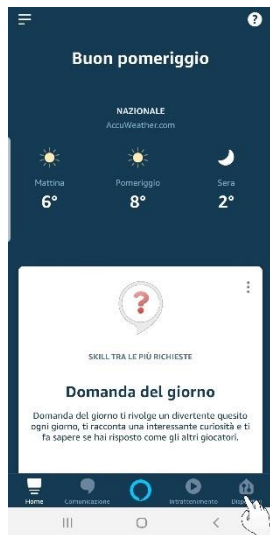 ?
Buon pomeriggio
NAZIONALE
AccuWeather.com
Mattina Pomeriggio Sera
6° 8° 2°
?
SKILL TRA LE PIÙ RICHIESTE
Domanda del giorno
Domanda del giorno ti rivolge un divertente quesito
ogni giorno, ti racconta una interessante curiosità e ti
fa sapere se hai risposto come gli altri giocatori.
Home Comunicazione Intrattenimento